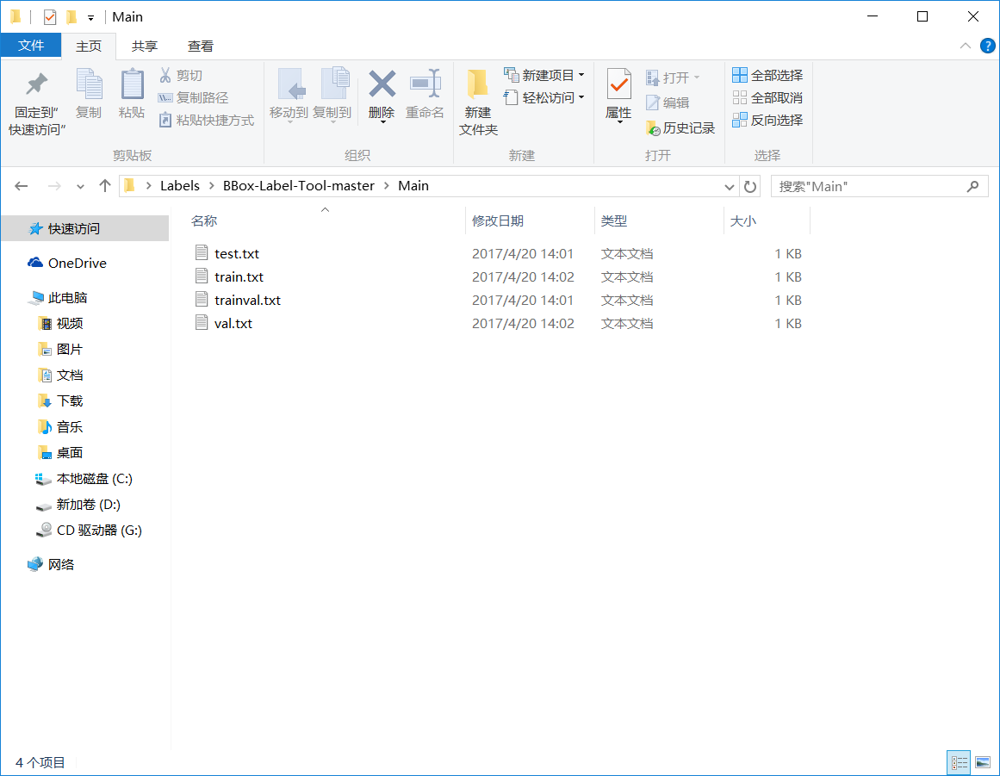 Main
文件 主页 共享 查看
固定到"快速访问"
复制
粘贴
剪切
复制路径
粘贴快捷方式
剪贴板
移动到 复制到
删除 重命名
组织
新建文件夹
新建项目
轻松访问
新建
属性
打开
编辑
历史记录
打开
全部选择
全部取消
反向选择
选择
Labels BBox-Label-Tool-master Main
搜索"Main"
快速访问
OneDrive
此电脑
视频
图片
文档
下载
音乐
桌面
本地磁盘 (C:)
新加卷 (D:)
CD 驱动器 (G:)
网络
名称 修改日期 类型 大小
test.txt 2017/4/20 14:01 文本文档 1 KB
train.txt 2017/4/20 14:02 文本文档 1 KB
trainval.txt 2017/4/20 14:01 文本文档 1 KB
val.txt 2017/4/20 14:02 文本文档 1 KB
4 个项目